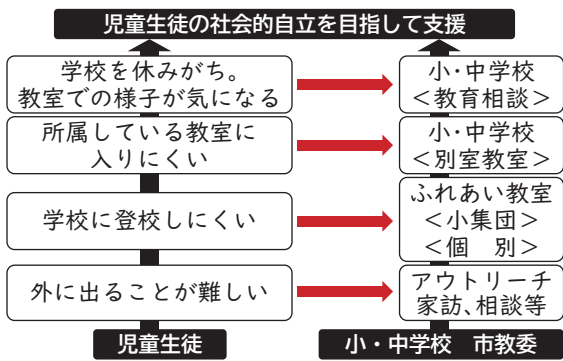 児童生徒の社会的自立を目指して支援
学校を休みがち。
教室での様子が気になる
小・中学校
<教育相談>
所属している教室に
入りにくい
小・中学校
<別室教室>
学校に登校しにくい
ふれあい教室
<小集団>
<個　別>
外に出ることが難しい
アウトリーチ
家訪、相談等
児童生徒
小・中学校　市教委